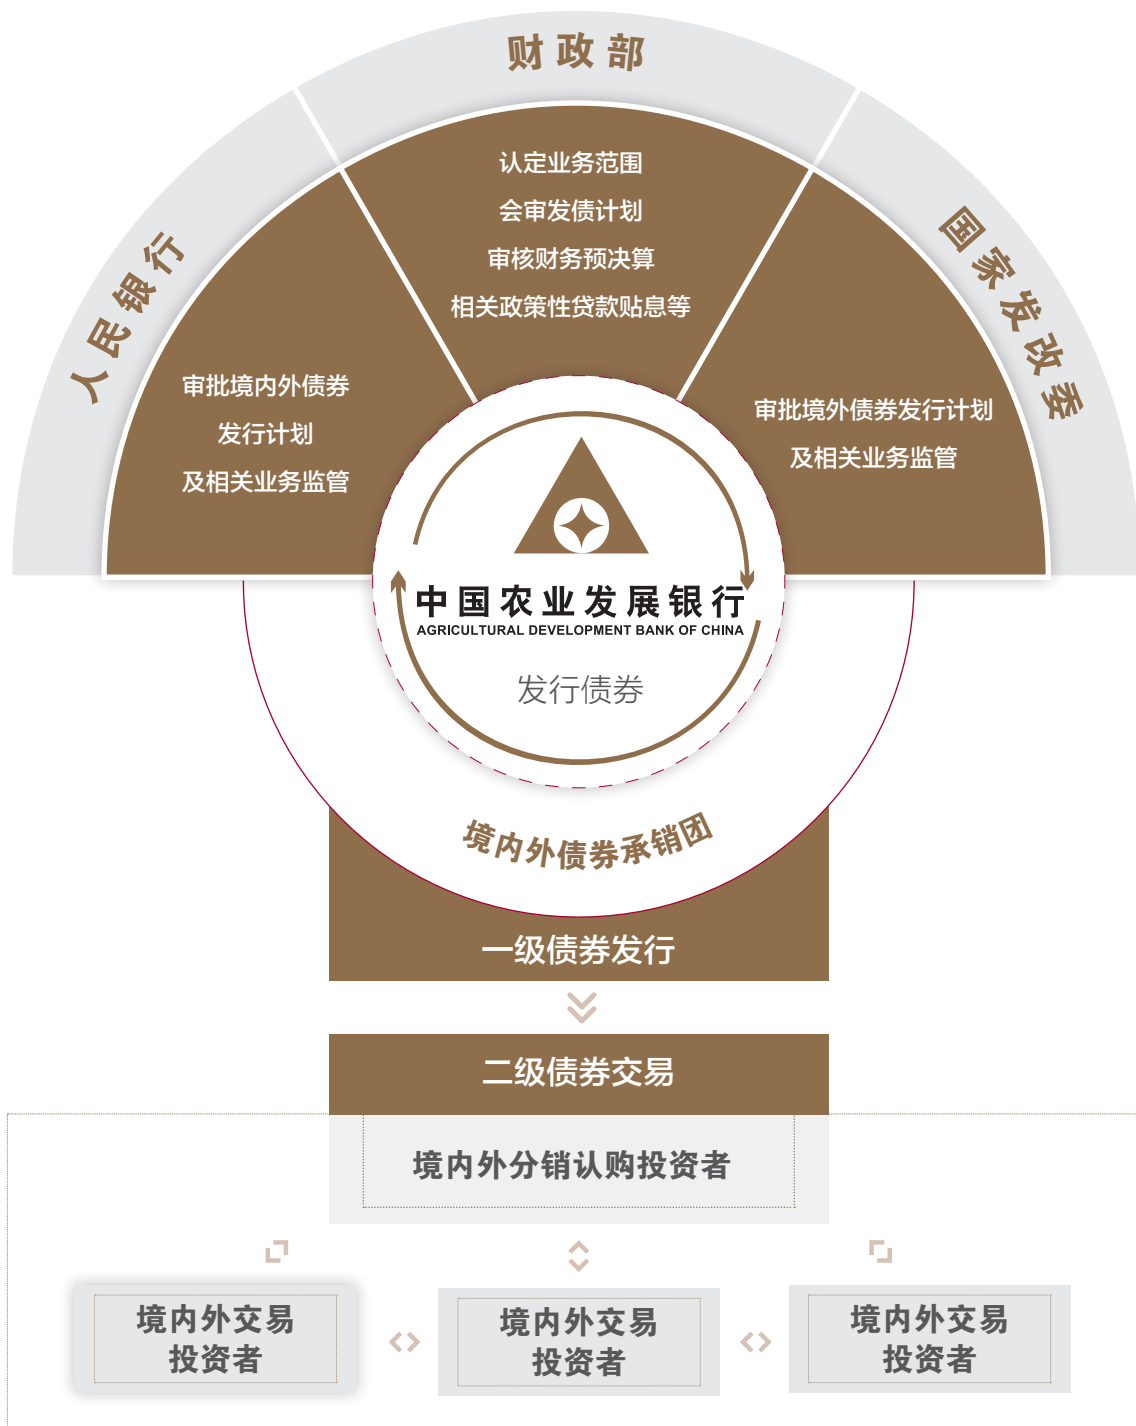 财政部
人民银行
国家发改委
认定业务范围
会审发债计划
审核财务预决算
相关政策性贷款贴息等
审批境内外债券
发行计划
及相关业务监管
审批境外债券发行计划
及相关业务监管
中国农业发展银行
AGRICULTURAL DEVELOPMENT BANK OF CHINA
发行债券
境内外债券承销团
一级债券发行
二级债券交易
境内外分销认购投资者
境内外交易
投资者
境内外交易
投资者
境内外交易
投资者